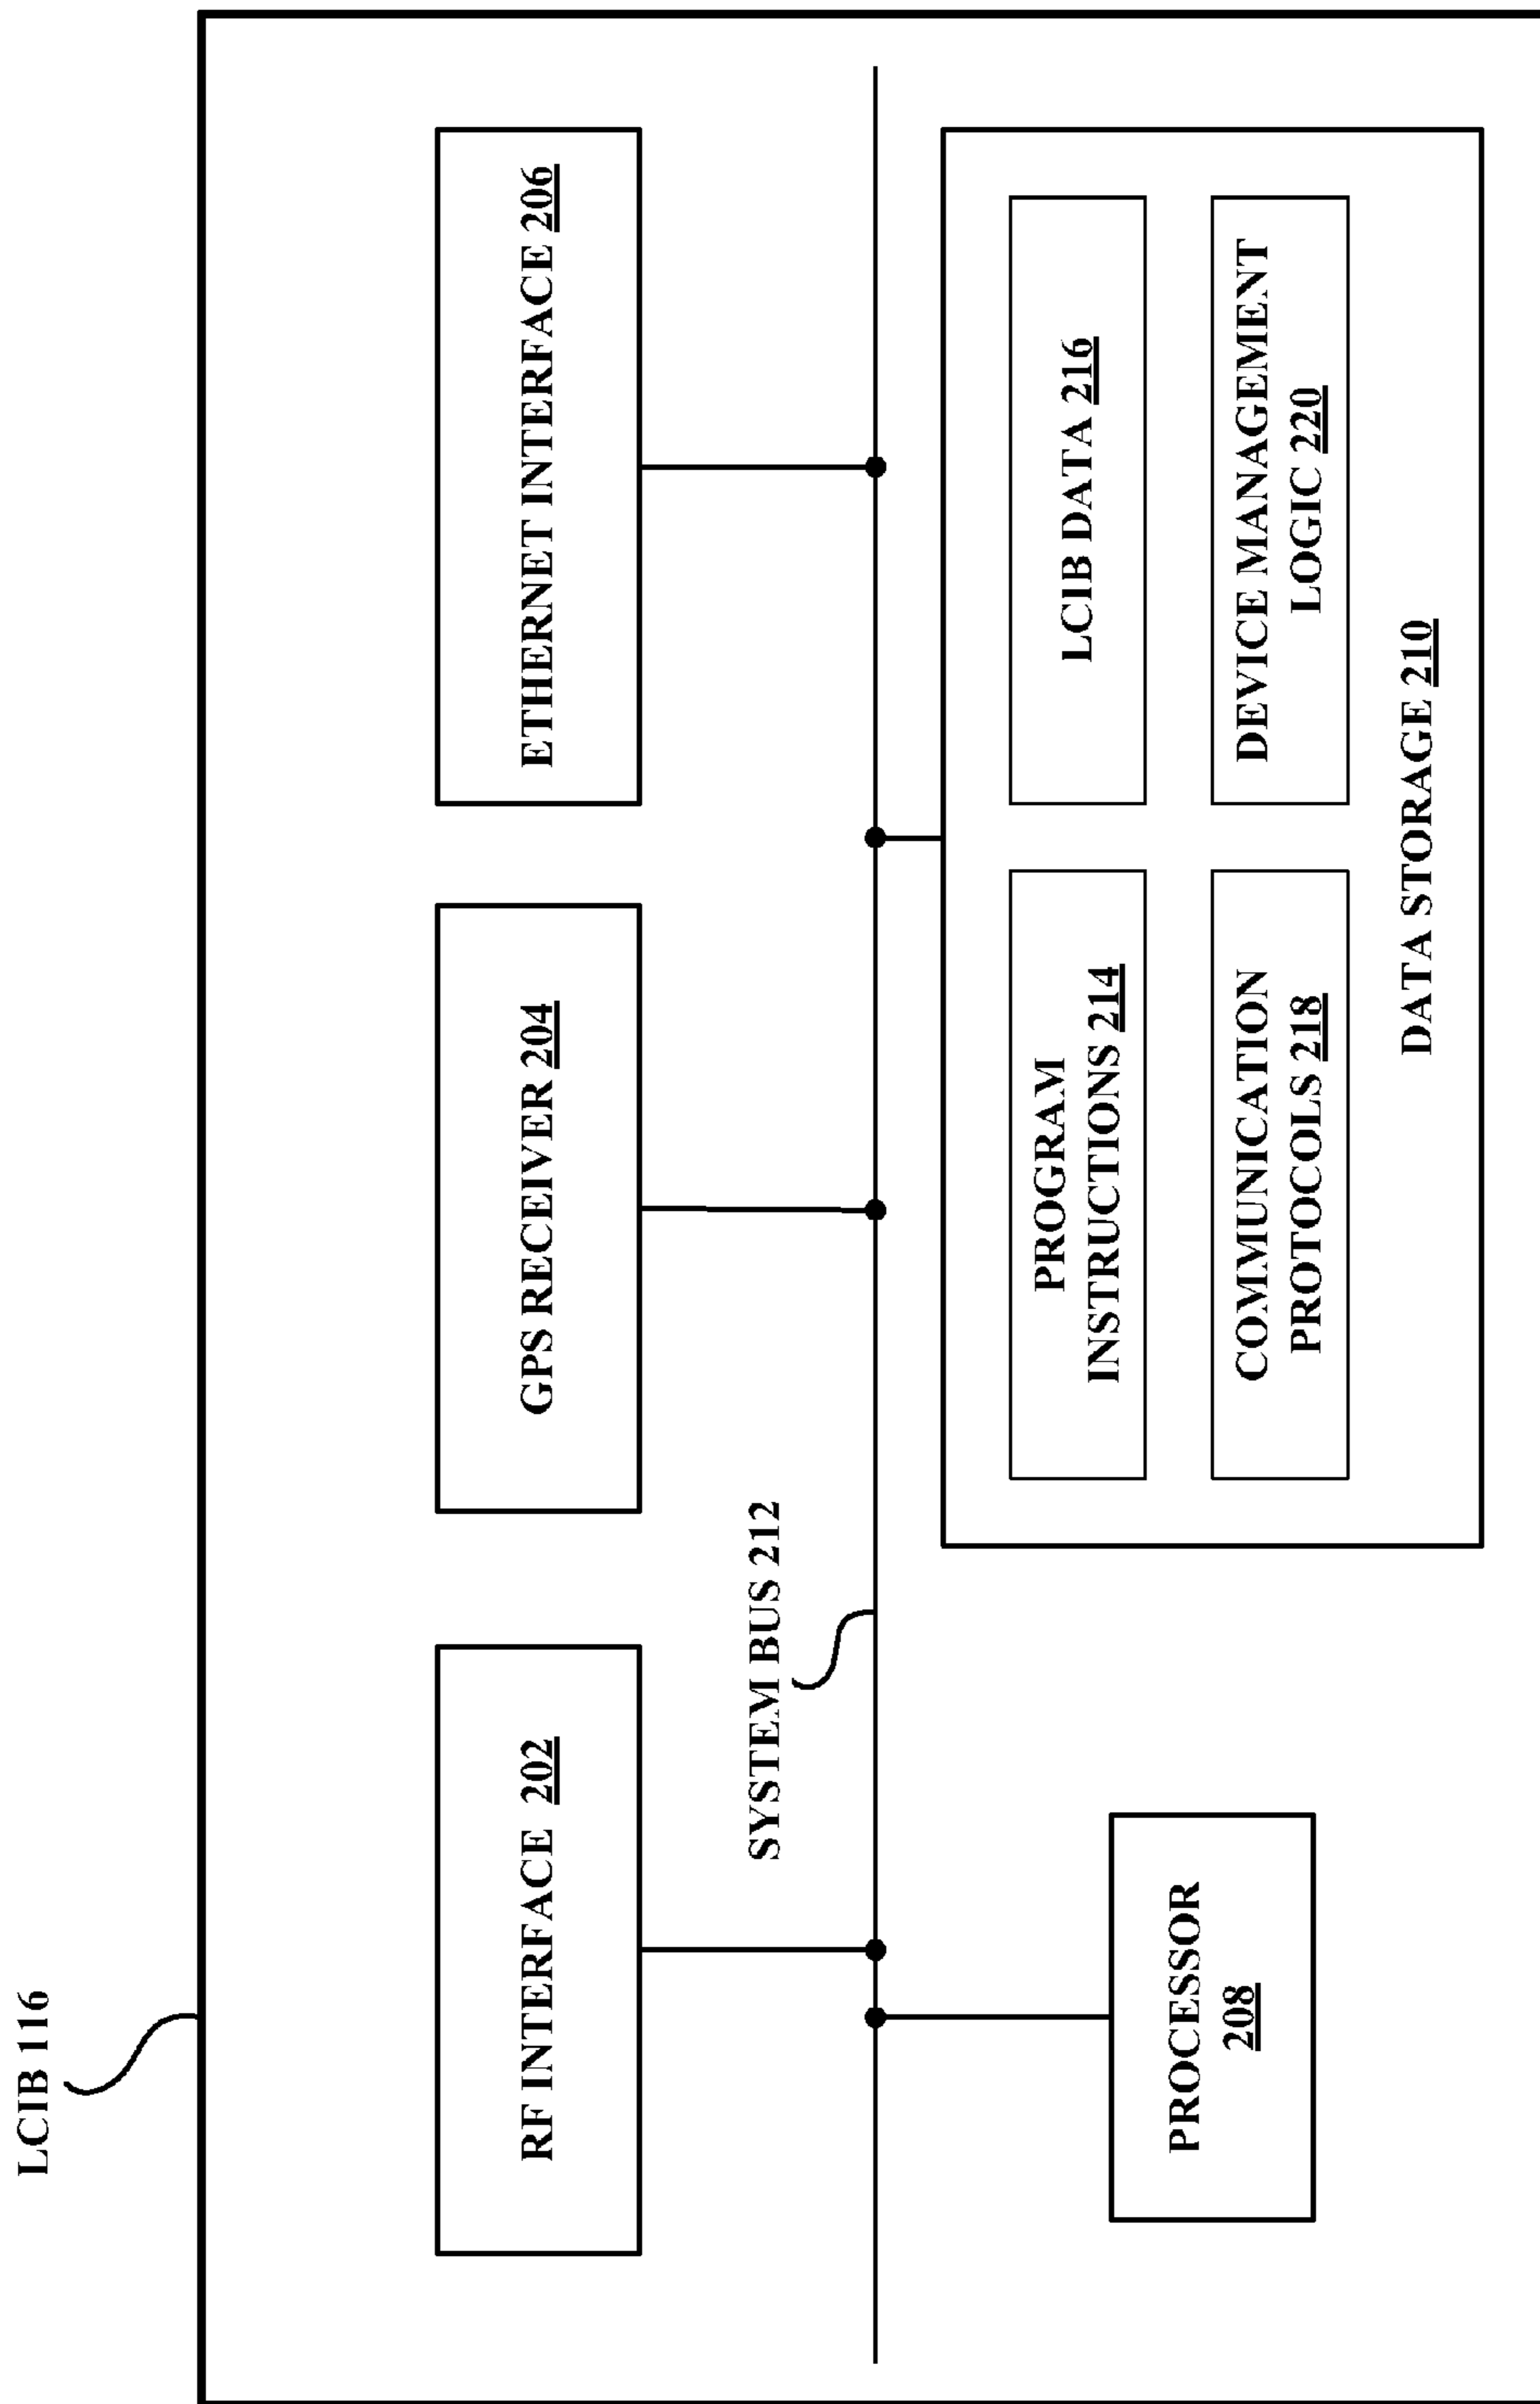 LCIB 116
RF INTERFACE 202
GPS RECEIVER 204
ETHERNET INTERFACE 206
SYSTEM BUS 212
PROCESSOR
208
PROGRAM
INSTRUCTIONS 214
LCIB DATA 216
COMMUNICATION
PROTOCOLS 218
DEVICE MANAGEMENT
LOGIC 220
DATA STORAGE 210